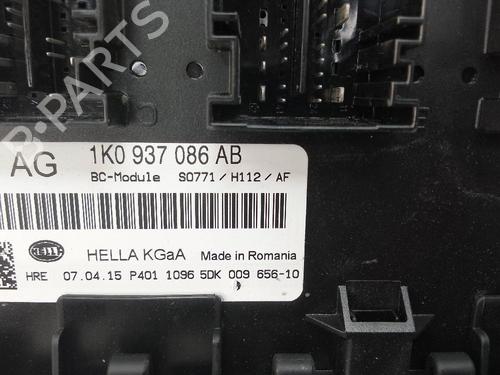 B-PARTS
AG 1K0 937 086 AB
BC-Module S0771 / H112 / AF
HELLA
HELLA KGaA Made in Romania
HRE 07.04.15 P401 1096 5DK 009 656-10